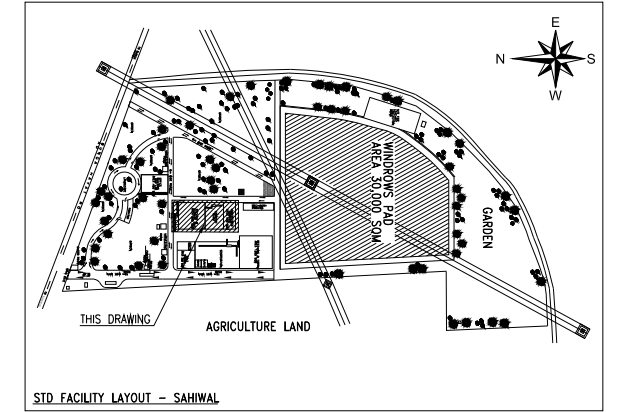 E
N
S
W
WINDROWS PAD
AREA 30,000 SQM
GARDEN
THIS DRAWING
AGRICULTURE LAND
STD FACILITY LAYOUT - SAHIWAL